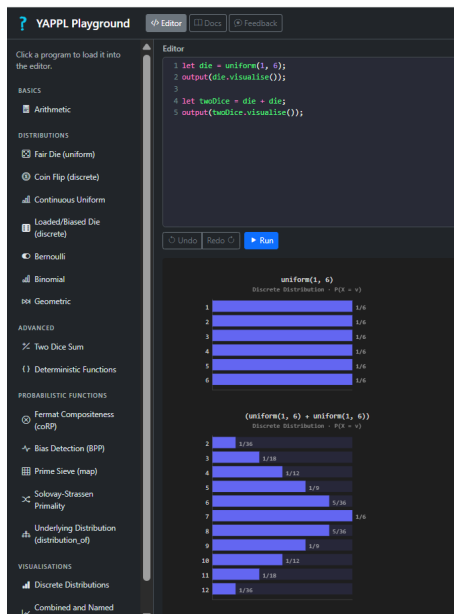 ? YAPPL Playground
</> Editor
Docs
Feedback
Click a program to load it into
the editor.
BASICS
Arithmetic
DISTRIBUTIONS
Fair Die (uniform)
Coin Flip (discrete)
Continuous Uniform
Loaded/Biased Die
(discrete)
Bernoulli
Binomial
Geometric
ADVANCED
Two Dice Sum
Deterministic Functions
PROBABILISTIC FUNCTIONS
Fermat Compositeness
(coRP)
Bias Detection (BPP)
Prime Sieve (map)
Solovay-Strassen
Primality
Underlying Distribution
(distribution_of)
VISUALISATIONS
Discrete Distributions
Combined and Named
Editor
1 let die = uniform(1, 6);
2 output(die.visualise());
3
4 let twoDice = die + die;
5 output(twoDice.visualise());
Undo
Redo
Run
uniform(1, 6)
Discrete Distribution · P(X = v)
1 1/6
2 1/6
3 1/6
4 1/6
5 1/6
6 1/6
(uniform(1, 6) + uniform(1, 6))
Discrete Distribution · P(X = v)
2 1/36
3 1/18
4 1/12
5 1/9
6 5/36
7 1/6
8 5/36
9 1/9
10 1/12
11 1/18
12 1/36